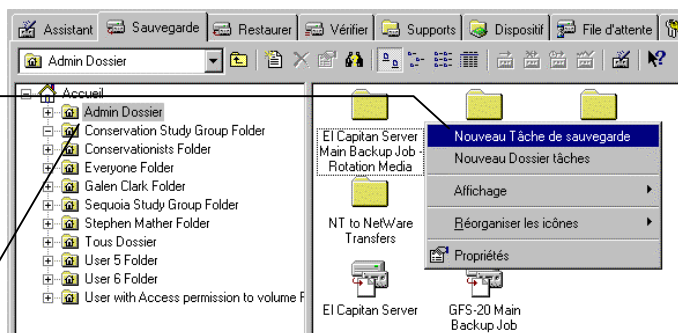 Assistant Sauvegarde Restaurer Vérifier Supports Dispositif File d'attente
Admin Dossier
Accueil
Admin Dossier
Conservation Study Group Folder
Conservationists Folder
Everyone Folder
Galen Clark Folder
Sequoia Study Group Folder
Stephen Mather Folder
Tous Dossier
User 5 Folder
User 6 Folder
User with Access permission to volume F
El Capitan Server
Main Backup Job -
Rotation Media
NT to NetWare
Transfers
El Capitan Server
GFS-20 Main
Backup Job
Nouveau Tâche de sauvegarde
Nouveau Dossier tâches
Affichage
Réorganiser les icônes
Propriétés